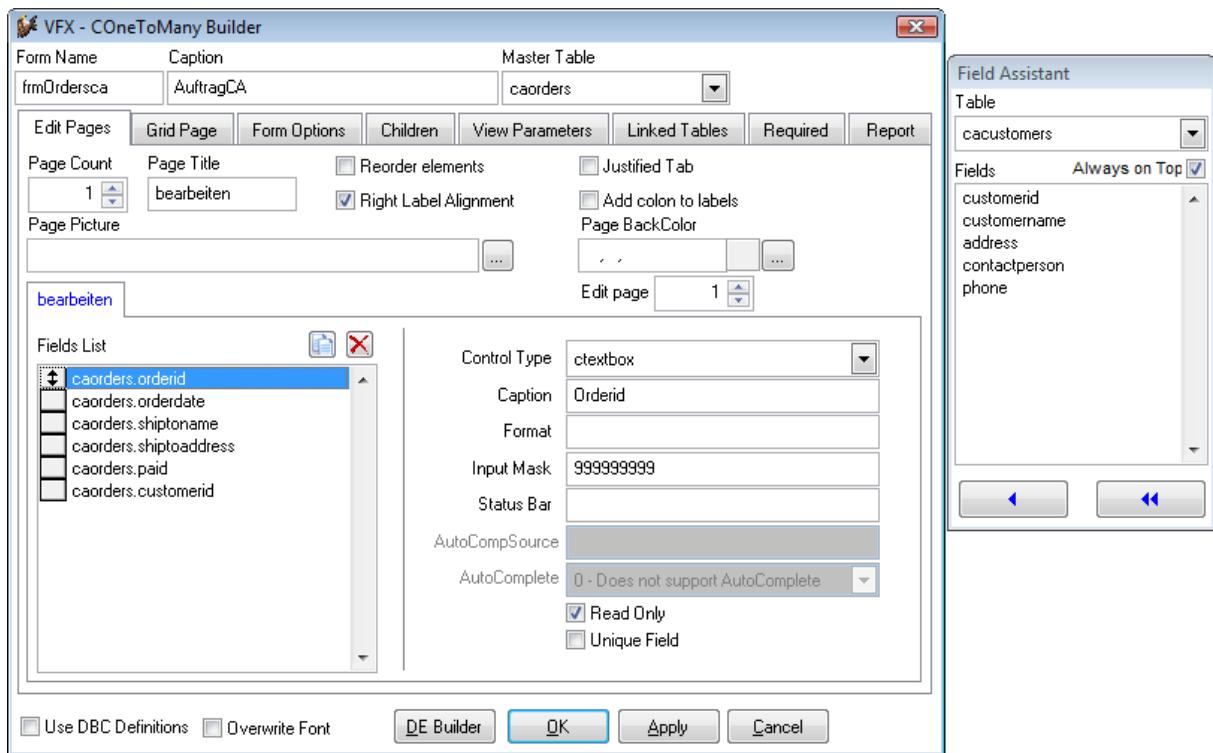 VFX - COneToMany Builder
Form Name Caption Master Table
frmOrdersca AuftragCA caorders
Edit Pages Grid Page Form Options Children View Parameters Linked Tables Required Report
Page Count Page Title Reorder elements Justified Tab
1 bearbeiten Right Label Alignment Add colon to labels
Page Picture Page BackColor
... , , ...
bearbeiten Edit page 1
Fields List
caorders.orderid
caorders.orderdate
caorders.shiptoname
caorders.shiptoaddress
caorders.paid
caorders.customerid
Control Type ctextbox
Caption Orderid
Format
Input Mask 999999999
Status Bar
AutoCompSource
AutoComplete 0 - Does not support AutoComplete
Read Only
Unique Field
Use DBC Definitions Overwrite Font DE Builder OK Apply Cancel
Field Assistant
Table
cacustomers
Fields Always on Top
customerid
customername
address
contactperson
phone